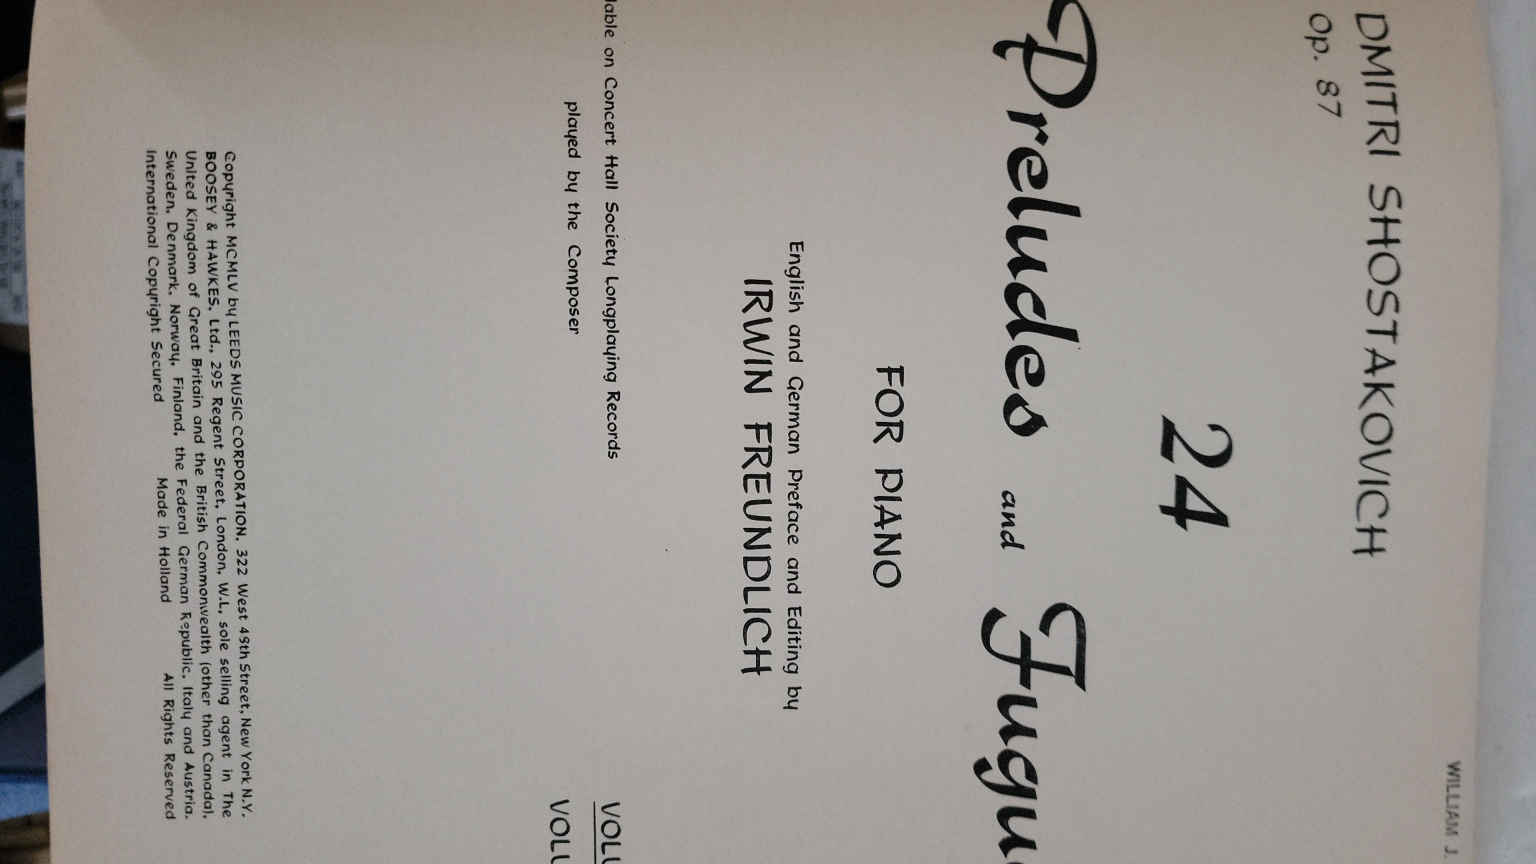 WILLIAM J.
DMITRI SHOSTAKOVICH
Op. 87
24
Preludes and Fugu
FOR PIANO
English and German Preface and Editing by
IRWIN FREUNDLICH
lable on Concert Hall Society Longplaying Records
played by the Composer
VOLU
VOLU
Copyright MCMLV by LEEDS MUSIC CORPORATION, 322 West 49th Street, New York N.Y.
BOOSEY & HAWKES, Ltd., 295 Regent Street, London, W.I., sole selling agent in The
United Kingdom of Great Britain and the British Commonwealth (other than Canada),
Sweden, Denmark, Norway, Finland, the Federal German Republic, Italy and Austria.
International Copyright Secured Made in Holland All Rights Reserved